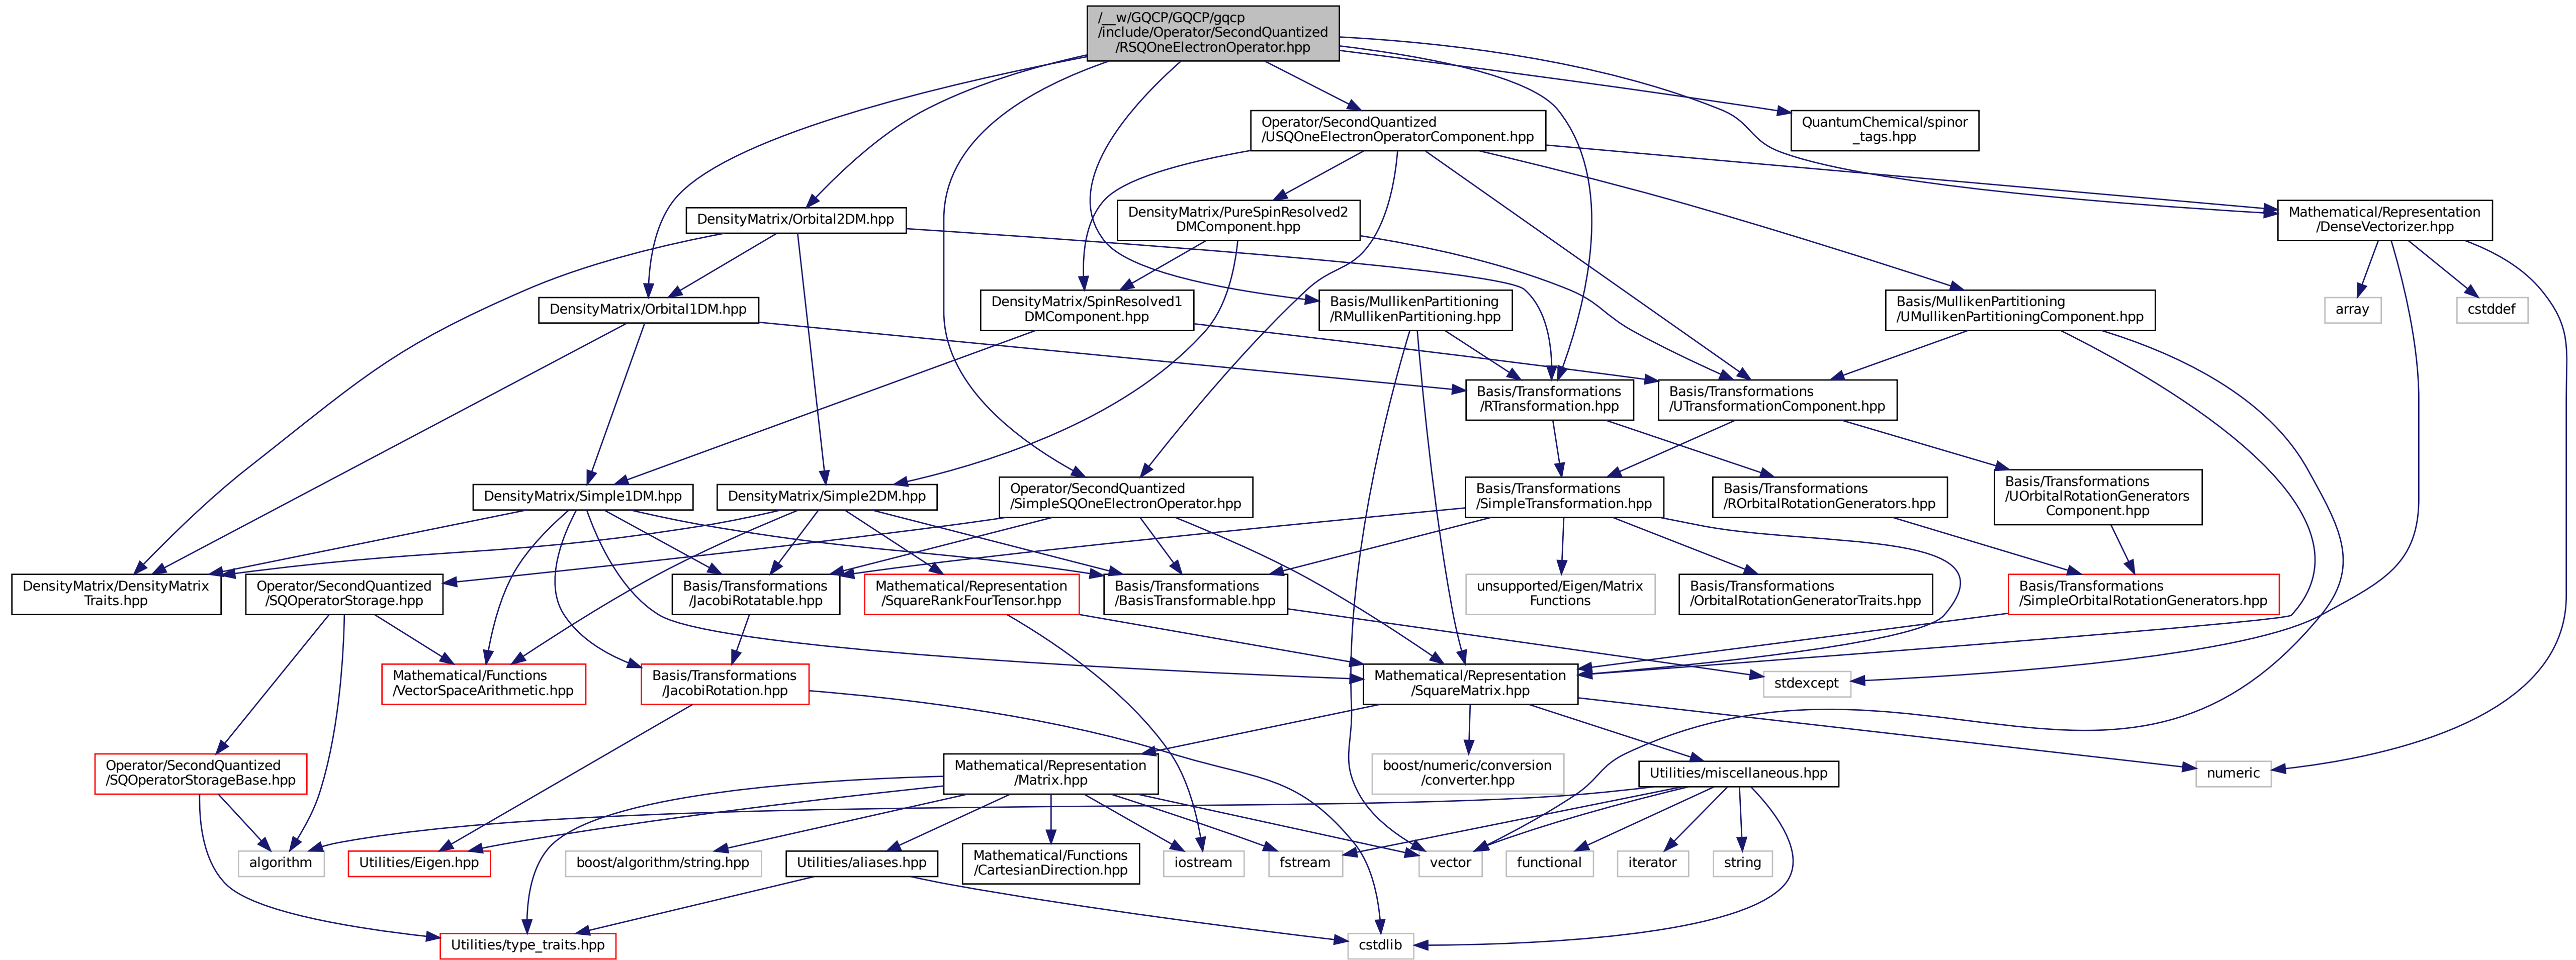 /__w/GQCP/GQCP/gqcp
/include/Operator/SecondQuantized
/RSQOneElectronOperator.hpp
Operator/SecondQuantized
/USQOneElectronOperatorComponent.hpp
QuantumChemical/spinor
_tags.hpp
DensityMatrix/Orbital2DM.hpp
DensityMatrix/PureSpinResolved2
DMComponent.hpp
Mathematical/Representation
/DenseVectorizer.hpp
DensityMatrix/Orbital1DM.hpp
DensityMatrix/SpinResolved1
DMComponent.hpp
Basis/MullikenPartitioning
/RMullikenPartitioning.hpp
Basis/MullikenPartitioning
/UMullikenPartitioningComponent.hpp
array
cstddef
Basis/Transformations
/RTransformation.hpp
Basis/Transformations
/UTransformationComponent.hpp
DensityMatrix/Simple1DM.hpp
DensityMatrix/Simple2DM.hpp
Operator/SecondQuantized
/SimpleSQOneElectronOperator.hpp
Basis/Transformations
/SimpleTransformation.hpp
Basis/Transformations
/ROrbitalRotationGenerators.hpp
Basis/Transformations
/UOrbitalRotationGenerators
Component.hpp
DensityMatrix/DensityMatrix
Traits.hpp
Operator/SecondQuantized
/SQOperatorStorage.hpp
Basis/Transformations
/JacobiRotatable.hpp
Mathematical/Representation
/SquareRankFourTensor.hpp
Basis/Transformations
/BasisTransformable.hpp
unsupported/Eigen/Matrix
Functions
Basis/Transformations
/OrbitalRotationGeneratorTraits.hpp
Basis/Transformations
/SimpleOrbitalRotationGenerators.hpp
Mathematical/Functions
/VectorSpaceArithmetic.hpp
Basis/Transformations
/JacobiRotation.hpp
Mathematical/Representation
/SquareMatrix.hpp
stdexcept
Operator/SecondQuantized
/SQOperatorStorageBase.hpp
Mathematical/Representation
/Matrix.hpp
boost/numeric/conversion
/converter.hpp
Utilities/miscellaneous.hpp
numeric
algorithm
Utilities/Eigen.hpp
boost/algorithm/string.hpp
Utilities/aliases.hpp
Mathematical/Functions
/CartesianDirection.hpp
iostream
fstream
vector
functional
iterator
string
Utilities/type_traits.hpp
cstdlib